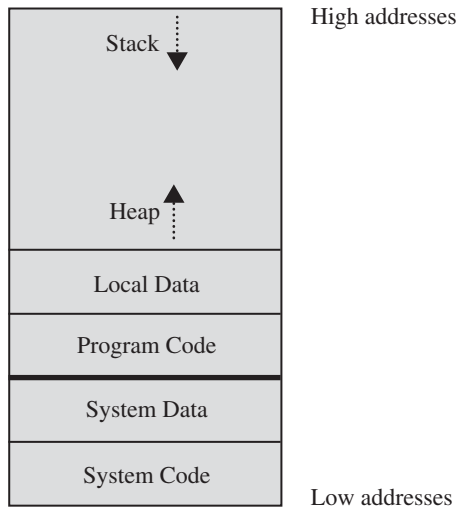 High addresses
Stack
Heap
Local Data
Program Code
System Data
System Code
Low addresses